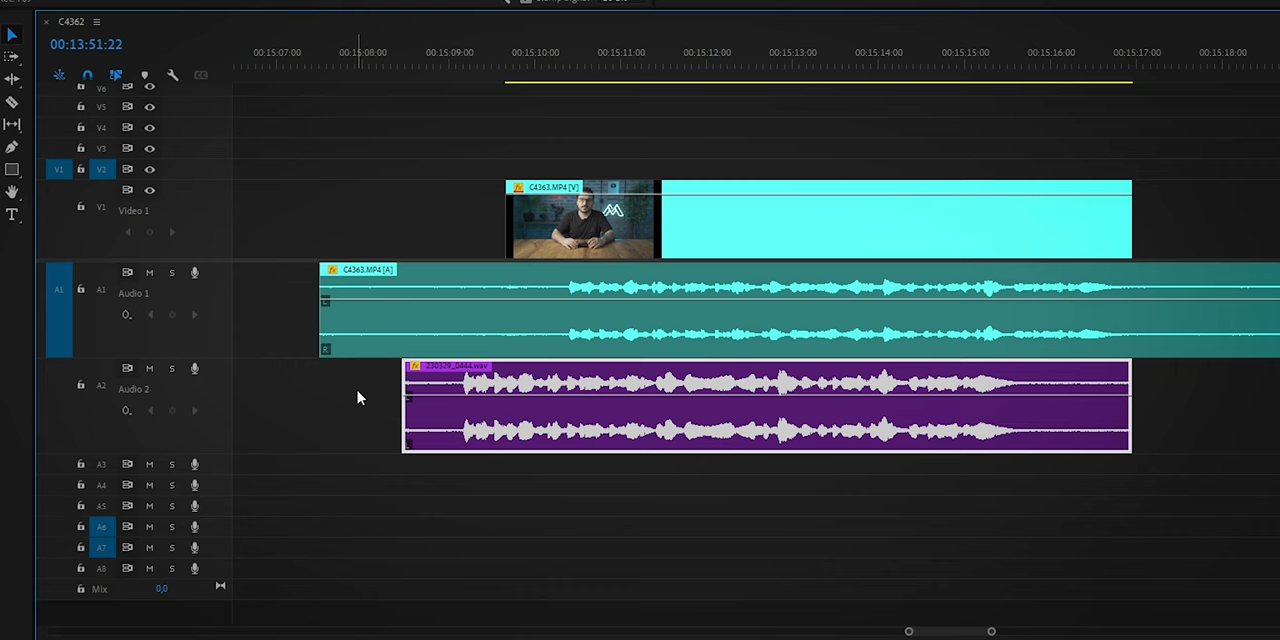 C4362
00:13:51:22
00:15:07:00 00:15:08:00 00:15:09:00 00:15:10:00 00:15:11:00 00:15:12:00 00:15:13:00 00:15:14:00 00:15:15:00 00:15:16:00 00:15:17:00 00:15:18:00
V6
V5
V4
V3
V1 V2
C4363.MP4 [V]
V1
Video 1
M S
C4363.MP4 [A]
A1 A1
Audio 1
L
R
M S
230329_0444.wav
A2
Audio 2
A3 M S
A4 M S
A5 M S
A6 M S
A7 M S
A8 M S
Mix 0,0
T